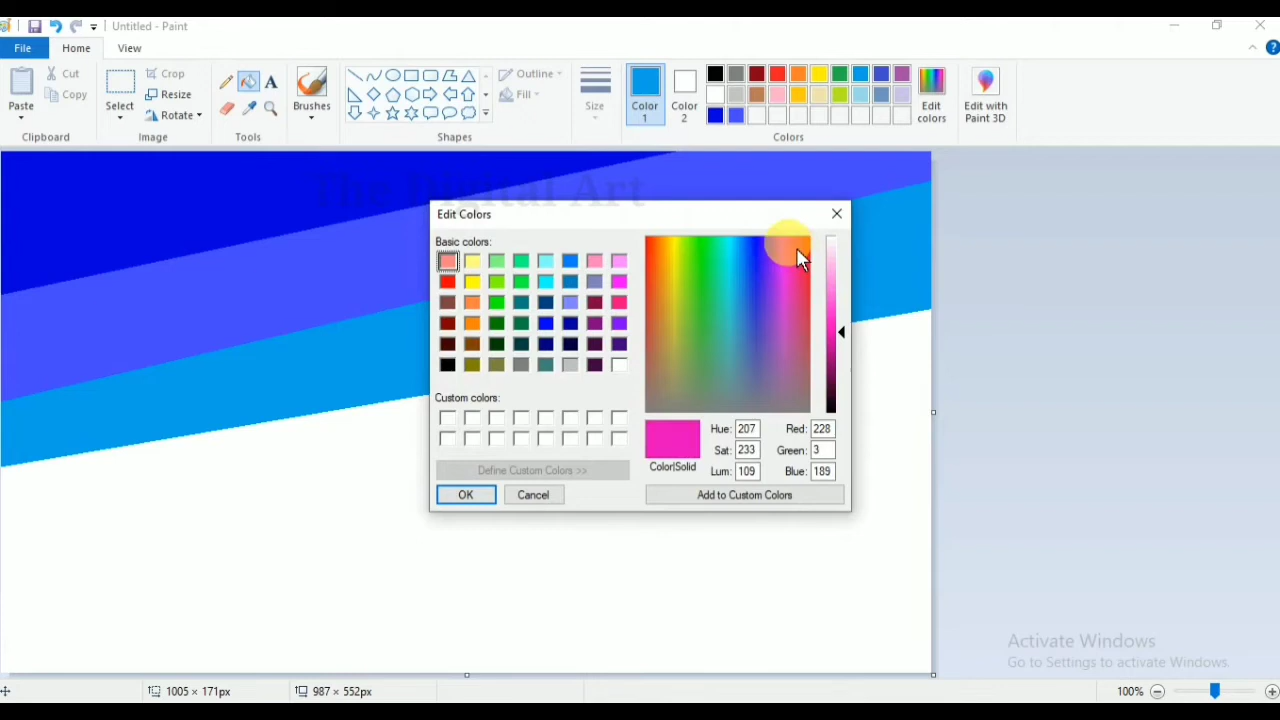 Untitled - Paint
File Home View
Paste
Cut
Copy
Clipboard
Select
Crop
Resize
Rotate
Image
A
Tools
Brushes
Outline
Fill
Shapes
Size
Color 1
Color 2
Edit colors
Colors
Edit with Paint 3D
?
The Digital Art
Edit Colors
Basic colors:
Custom colors:
Define Custom Colors >>
OK Cancel
Color|Solid
Hue: 207 Red: 228
Sat: 233 Green: 3
Lum: 109 Blue: 189
Add to Custom Colors
Activate Windows
Go to Settings to activate Windows.
1005 × 171px 987 × 552px 100%